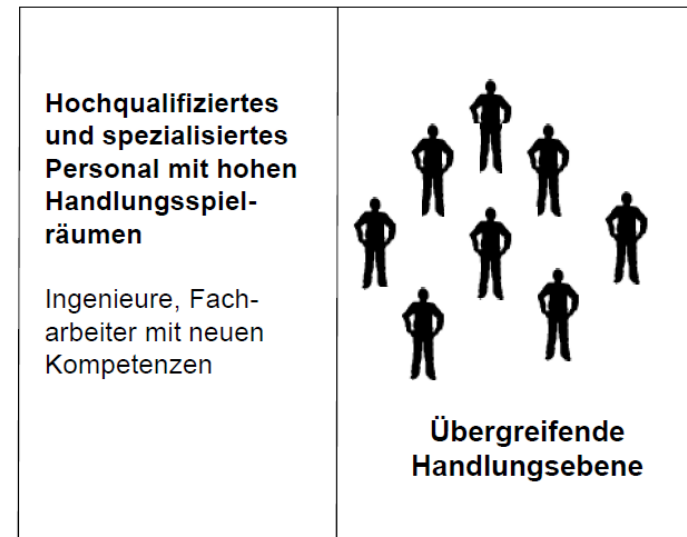 Hochqualifiziertes
und spezialisiertes
Personal mit hohen
Handlungsspiel-
räumen
Ingenieure, Fach-
arbeiter mit neuen
Kompetenzen
Übergreifende
Handlungsebene